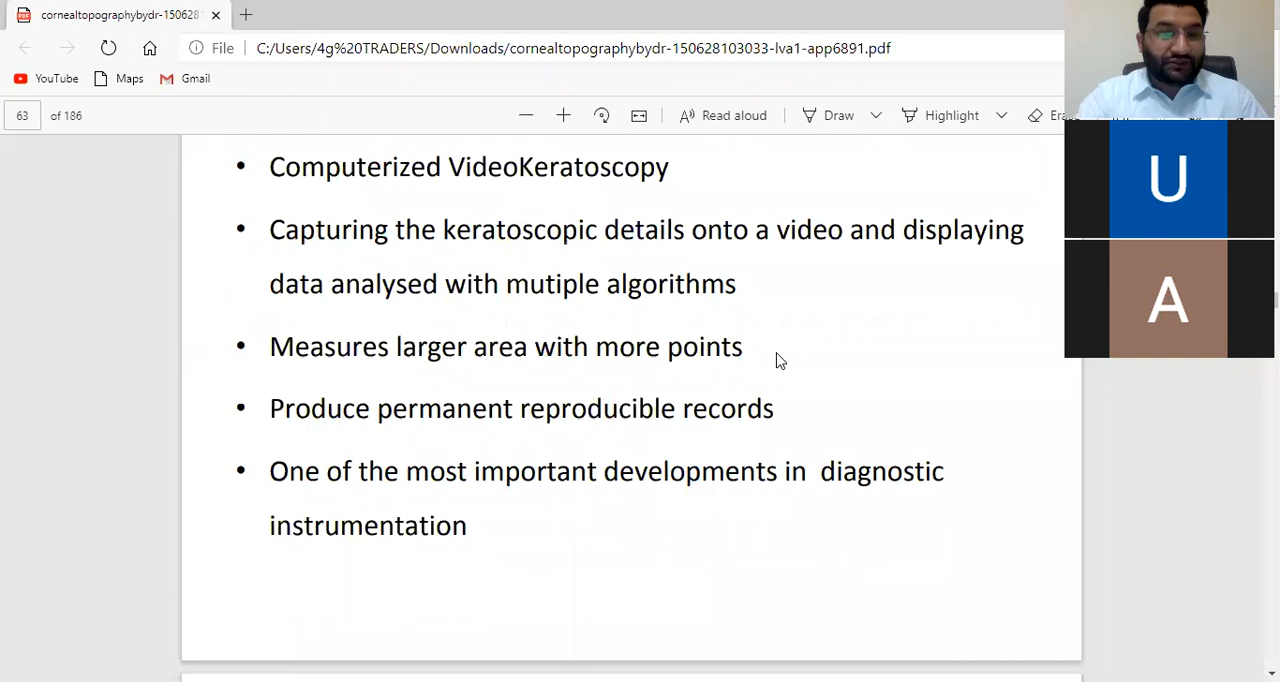 cornealtopographybydr-150628
File C:/Users/4g%20TRADERS/Downloads/cornealtopographybydr-150628103033-lva1-app6891.pdf
YouTube Maps Gmail
63 of 186 Read aloud Draw Highlight
• Computerized VideoKeratoscopy
• Capturing the keratoscopic details onto a video and displaying
data analysed with mutiple algorithms
• Measures larger area with more points
• Produce permanent reproducible records
• One of the most important developments in diagnostic
instrumentation
U
A